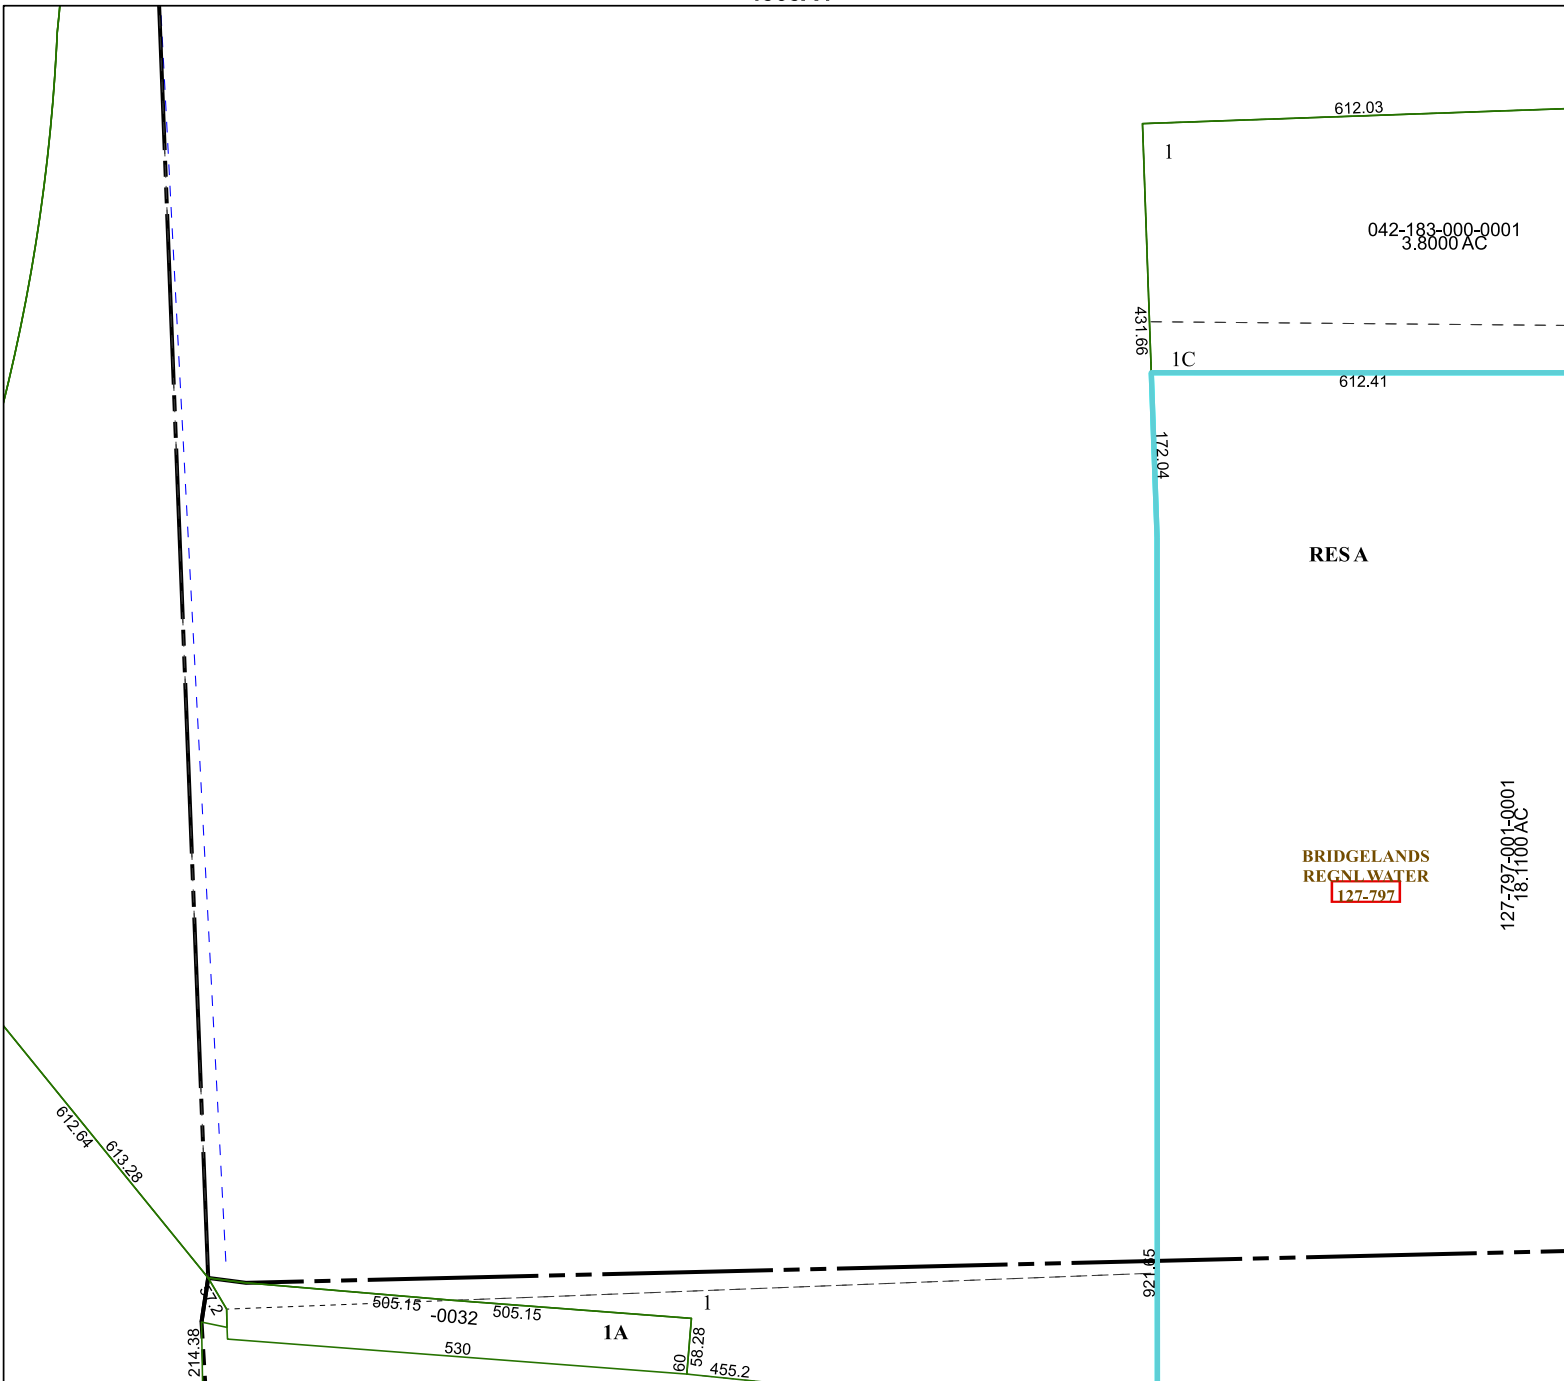 612.03
1
042-183-000-0001
3.8000 AC
431.66
1C
612.41
172.04
RES A
BRIDGELANDS
REGNL WATER
127-797
127-797-001-0001
18.1100 AC
612.64
613.28
921.65
505.15
-0032
505.15
1
1A
214.38
530
60
58.28
455.2